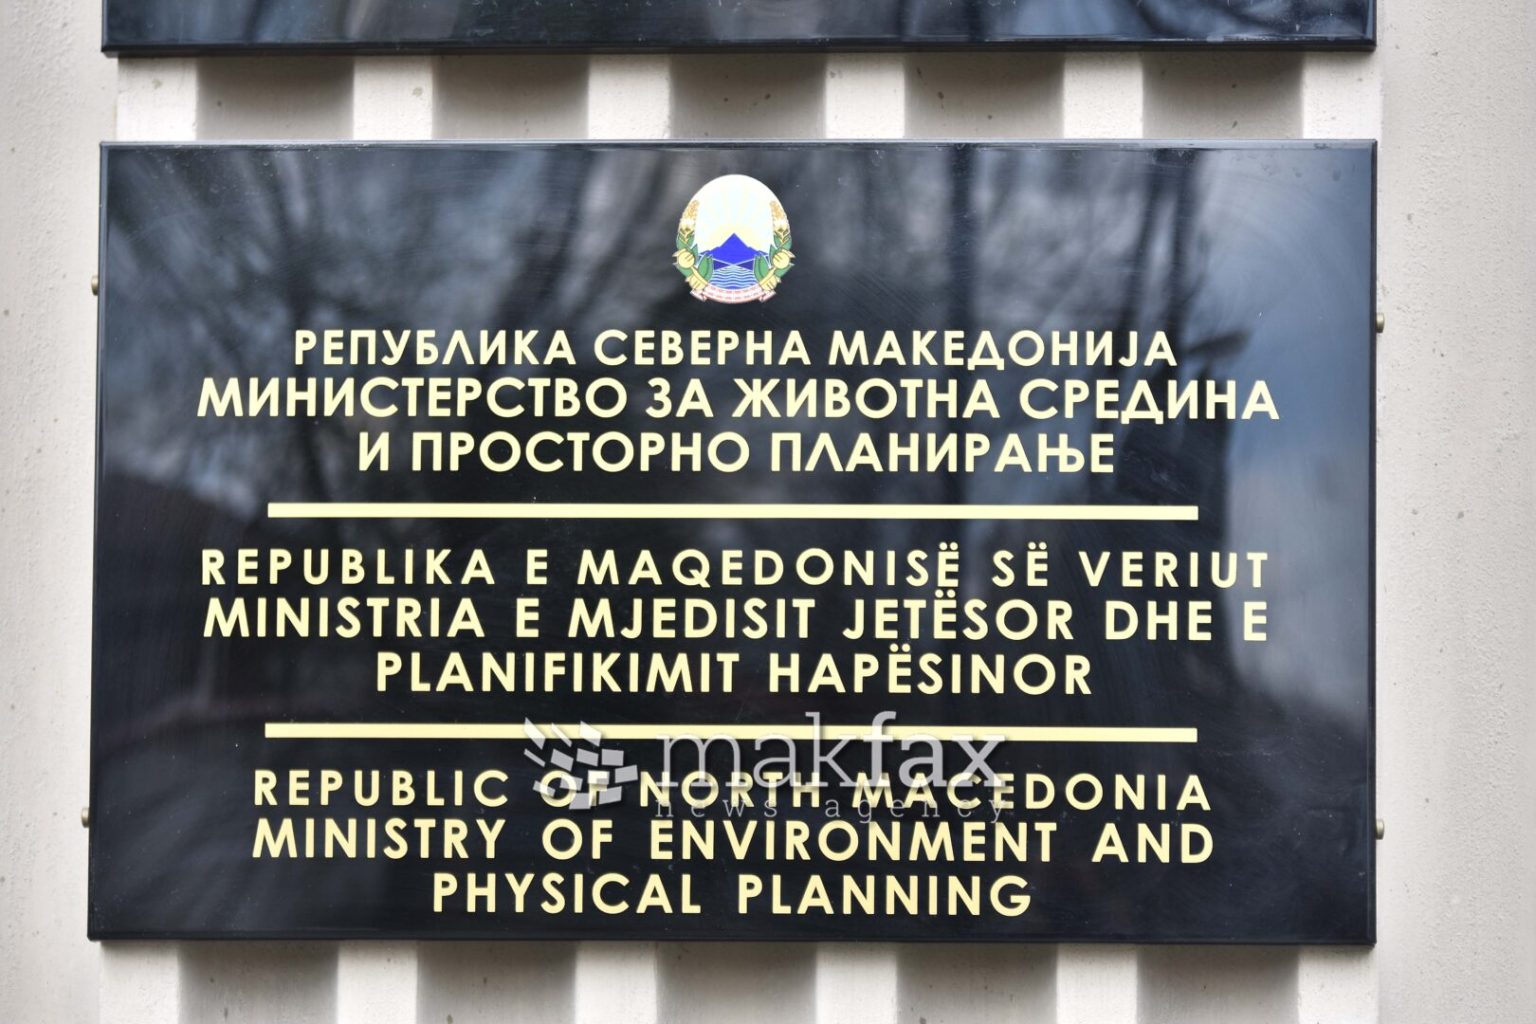 РЕПУБЛИКА СЕВЕРНА МАКЕДОНИЈА
МИНИСТЕРСТВО ЗА ЖИВОТНА СРЕДИНА
И ПРОСТОРНО ПЛАНИРАЊЕ
REPUBLIKA E MAQEDONISË SË VERIUT
MINISTRIA E MJEDISIT JETËSOR DHE E
PLANIFIKIMIT HAPËSINOR
makfax
news agency
REPUBLIC OF NORTH MACEDONIA
MINISTRY OF ENVIRONMENT AND
PHYSICAL PLANNING